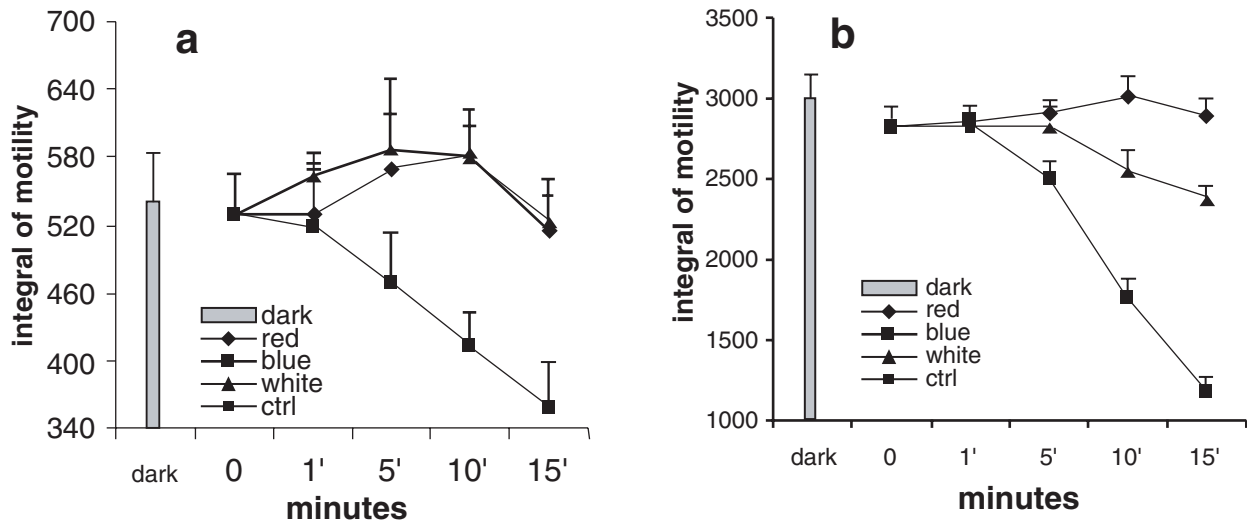 a
700
640
580
520
460
400
340
integral of motility
dark
red
blue
white
ctrl
dark 0 1' 5' 10' 15'
minutes
b
3500
3000
2500
2000
1500
1000
integral of motility
dark
red
blue
white
ctrl
dark 0 1' 5' 10' 15'
minutes